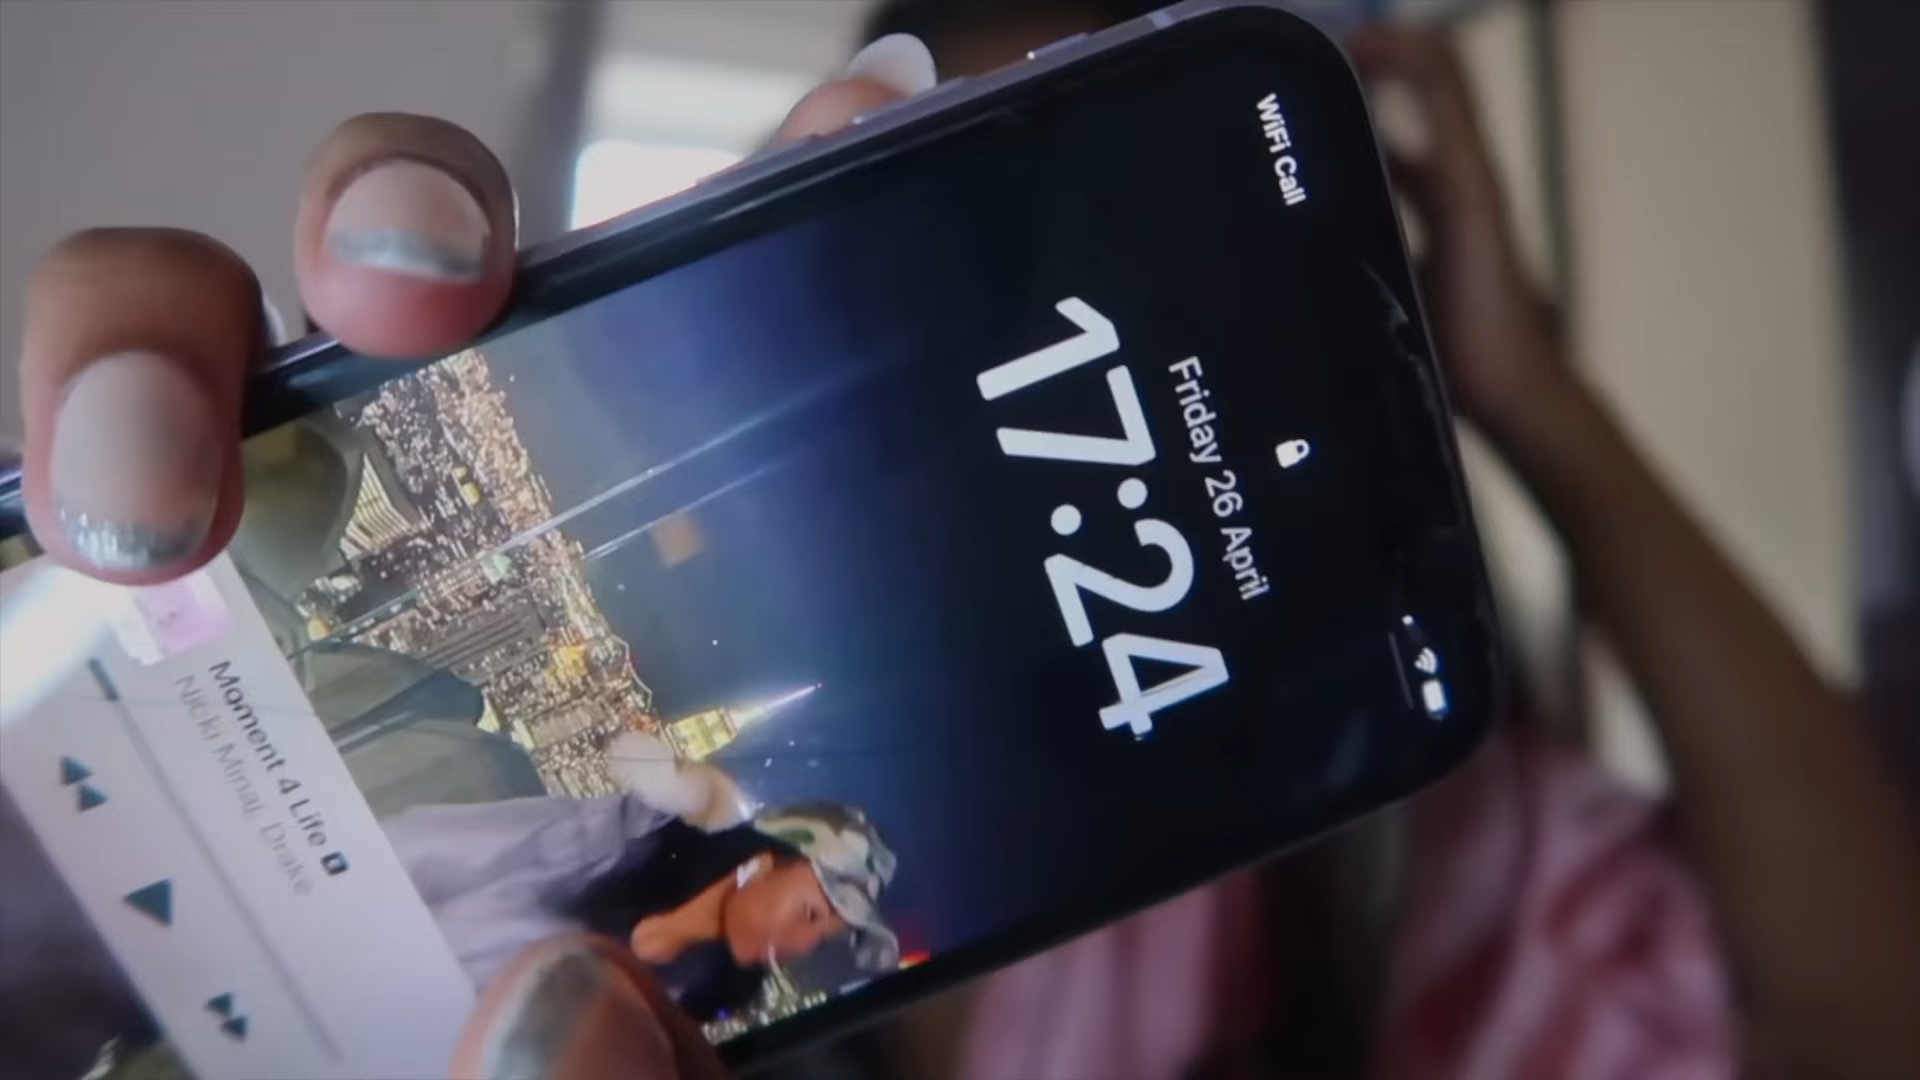 WiFi Call
Friday 26 April
17:24
Moment 4 Life
Nicki Minaj, Drake